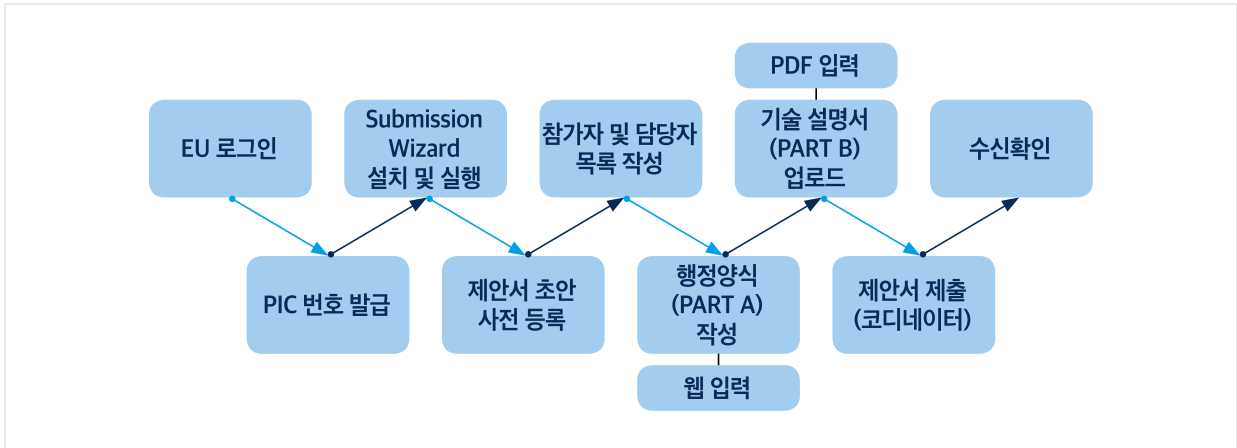 PDF 입력
EU 로그인
Submission
Wizard
설치 및 실행
참가자 및 담당자
목록 작성
기술 설명서
(PART B)
업로드
수신확인
PIC 번호 발급
제안서 초안
사전 등록
행정양식
(PART A)
작성
제안서 제출
(코디네이터)
웹 입력